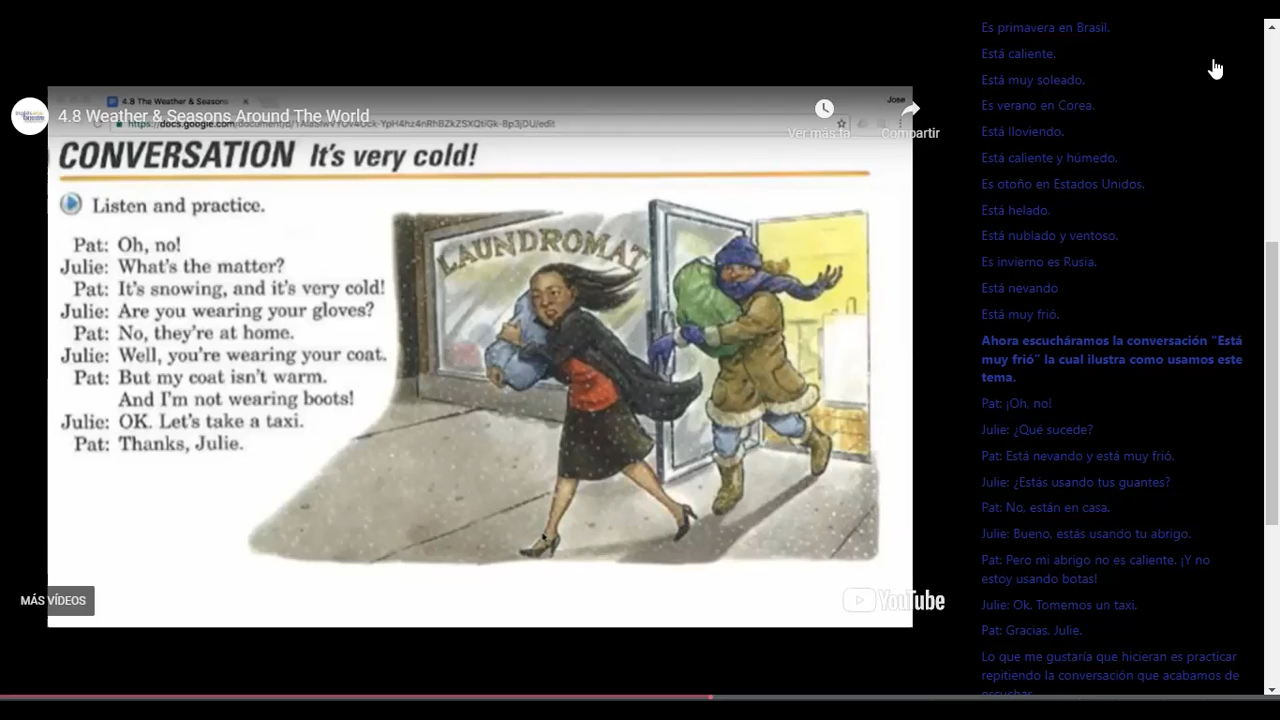 4.8 The Weather & Seasons
Jose
4.8 Weather & Seasons Around The World
Ver más ta...
Compartir
CONVERSATION It's very cold!
Listen and practice.
Pat: Oh, no!
Julie: What's the matter?
Pat: It's snowing, and it's very cold!
Julie: Are you wearing your gloves?
Pat: No, they're at home.
Julie: Well, you're wearing your coat.
Pat: But my coat isn't warm.
And I'm not wearing boots!
Julie: OK. Let's take a taxi.
Pat: Thanks, Julie.
LAUNDROMAT
MÁS VÍDEOS
YouTube
Es primavera en Brasil.
Está caliente.
Está muy soleado.
Es verano en Corea.
Está lloviendo.
Está caliente y húmedo.
Es otoño en Estados Unidos.
Está helado.
Está nublado y ventoso.
Es invierno es Rusia.
Está nevando
Está muy frió.
Ahora escucháramos la conversación "Está
muy frió" la cual ilustra como usamos este
tema.
Pat: ¡Oh, no!
Julie: ¿Qué sucede?
Pat: Está nevando y está muy frió.
Julie: ¿Estás usando tus guantes?
Pat: No, están en casa.
Julie: Bueno, estás usando tu abrigo.
Pat: Pero mi abrigo no es caliente. ¡Y no
estoy usando botas!
Julie: Ok. Tomemos un taxi.
Pat: Gracias, Julie.
Lo que me gustaría que hicieran es practicar
repitiendo la conversación que acabamos de
escuchar